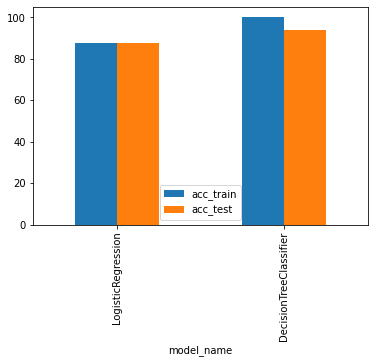 100
80
60
40
20
0
acc_train
acc_test
LogisticRegression
DecisionTreeClassifier
model_name